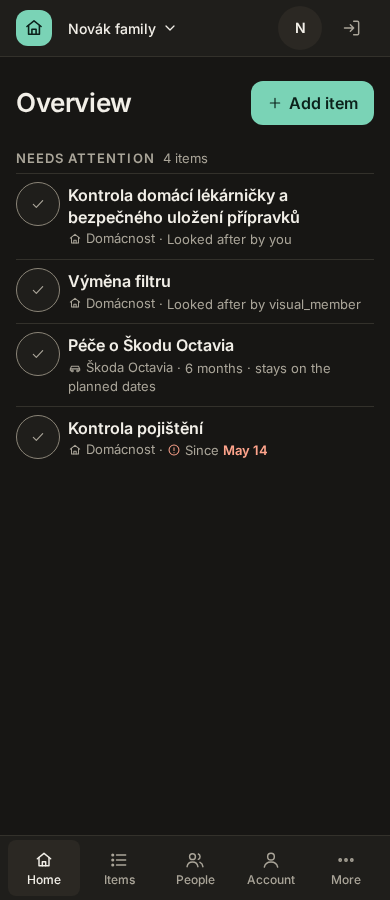 Novák family
N
Overview
Add item
NEEDS ATTENTION 4 items
Kontrola domácí lékárničky a
bezpečného uložení přípravků
Domácnost · Looked after by you
Výměna filtru
Domácnost · Looked after by visual_member
Péče o Škodu Octavia
Škoda Octavia · 6 months · stays on the
planned dates
Kontrola pojištění
Domácnost · Since May 14
Home
Items
People
Account
More